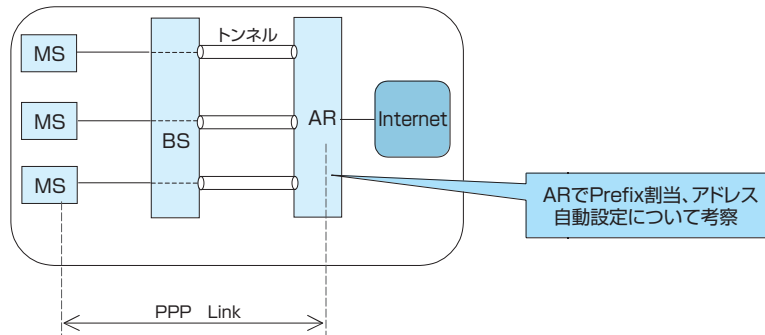 トンネル
MS
MS
MS
BS
AR
Internet
ARでPrefix割当、アドレス
自動設定について考察
PPP Link